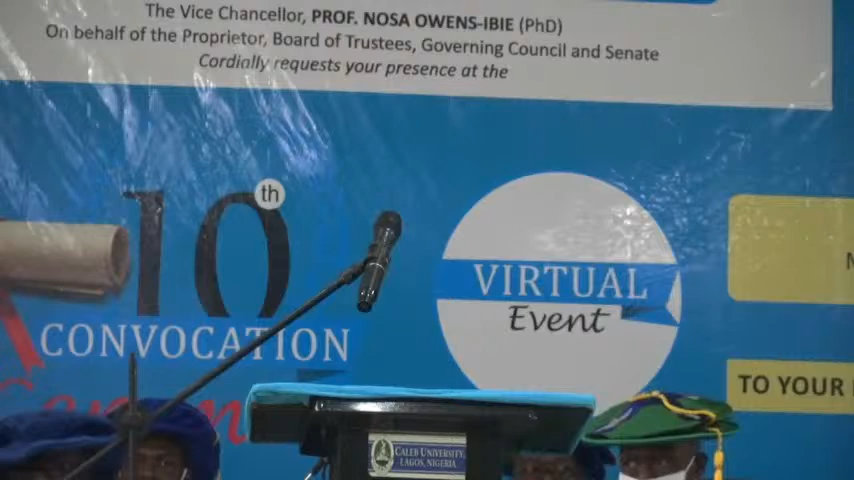 The Vice Chancellor, PROF. NOSA OWENS-IBIE (PhD)
On behalf of the Proprietor, Board of Trustees, Governing Council and Senate
Cordially requests your presence at the
10th
CONVOCATION
VIRTUAL
Event
TO YOUR
CALEB UNIVERSITY,
LAGOS, NIGERIA